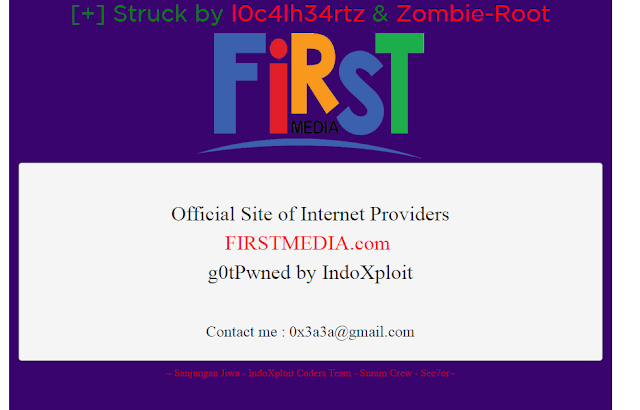 [+] Struck by l0c4lh34rtz & Zombie-Root
FiRST
MEDIA
Official Site of Internet Providers
FIRSTMEDIA.com
g0tPwned by IndoXploit
Contact me : 0x3a3a@gmail.com
-- Sanjungan Jiwa - IndoXploit Coders Team - Suram Crew - Sec7or--